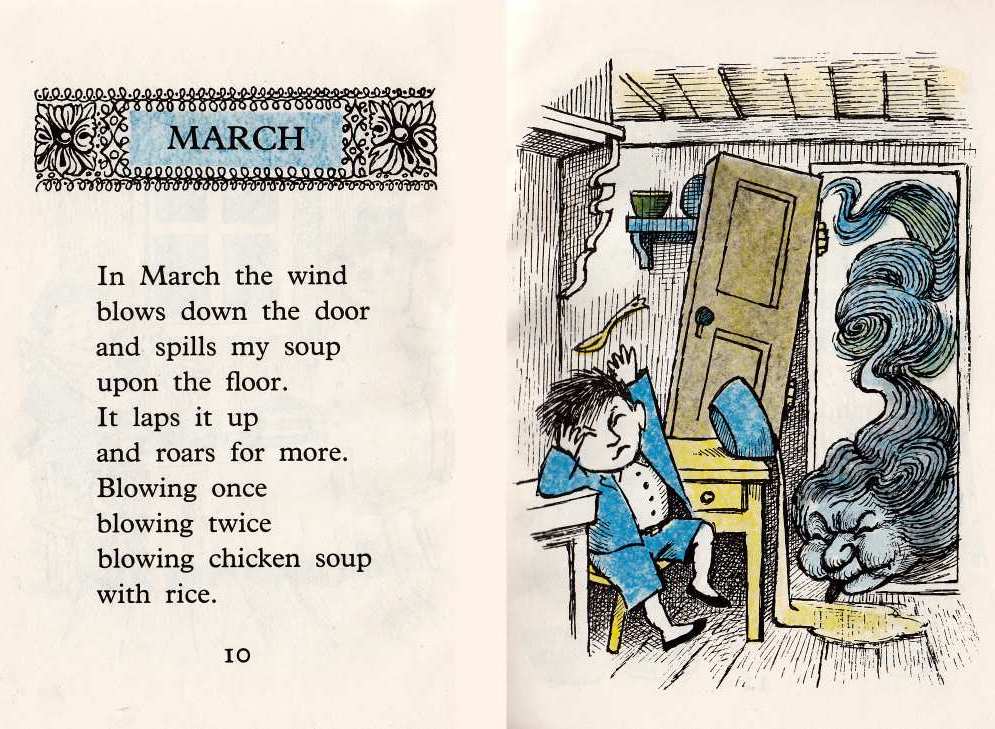 MARCH
In March the wind
blows down the door
and spills my soup
upon the floor.
It laps it up
and roars for more.
Blowing once
blowing twice
blowing chicken soup
with rice.
10